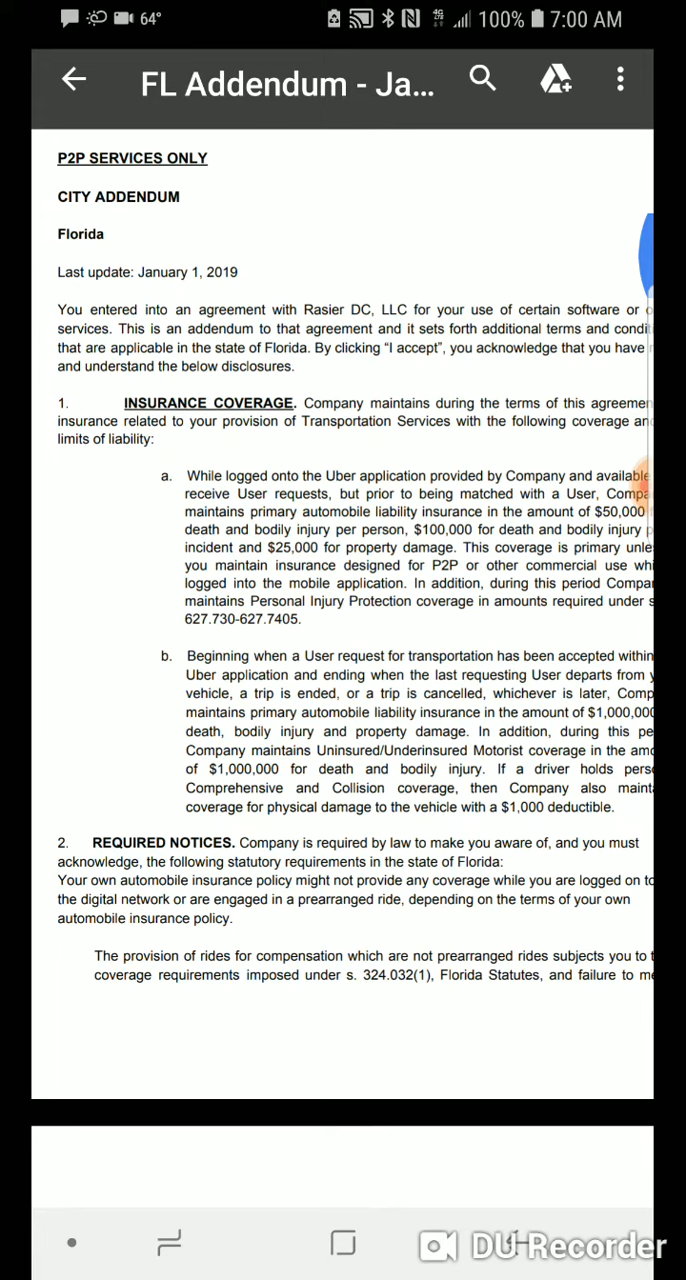 64°
4G
LTE
100%
7:00 AM
FL Addendum - Ja...
P2P SERVICES ONLY
CITY ADDENDUM
Florida
Last update: January 1, 2019
You entered into an agreement with Rasier DC, LLC for your use of certain software or
services. This is an addendum to that agreement and it sets forth additional terms and condi
that are applicable in the state of Florida. By clicking “I accept”, you acknowledge that you have
and understand the below disclosures.
1. INSURANCE COVERAGE. Company maintains during the terms of this agreemen
insurance related to your provision of Transportation Services with the following coverage an
limits of liability:
a. While logged onto the Uber application provided by Company and available
receive User requests, but prior to being matched with a User, Compa
maintains primary automobile liability insurance in the amount of $50,000
death and bodily injury per person, $100,000 for death and bodily injury p
incident and $25,000 for property damage. This coverage is primary unle
you maintain insurance designed for P2P or other commercial use whi
logged into the mobile application. In addition, during this period Compa
maintains Personal Injury Protection coverage in amounts required under s
627.730-627.7405.
b. Beginning when a User request for transportation has been accepted within
Uber application and ending when the last requesting User departs from y
vehicle, a trip is ended, or a trip is cancelled, whichever is later, Comp
maintains primary automobile liability insurance in the amount of $1,000,000
death, bodily injury and property damage. In addition, during this pe
Company maintains Uninsured/Underinsured Motorist coverage in the amo
of $1,000,000 for death and bodily injury. If a driver holds perso
Comprehensive and Collision coverage, then Company also mainta
coverage for physical damage to the vehicle with a $1,000 deductible.
2. REQUIRED NOTICES. Company is required by law to make you aware of, and you must
acknowledge, the following statutory requirements in the state of Florida:
Your own automobile insurance policy might not provide any coverage while you are logged on to
the digital network or are engaged in a prearranged ride, depending on the terms of your own
automobile insurance policy.
The provision of rides for compensation which are not prearranged rides subjects you to t
coverage requirements imposed under s. 324.032(1), Florida Statutes, and failure to me
DU Recorder